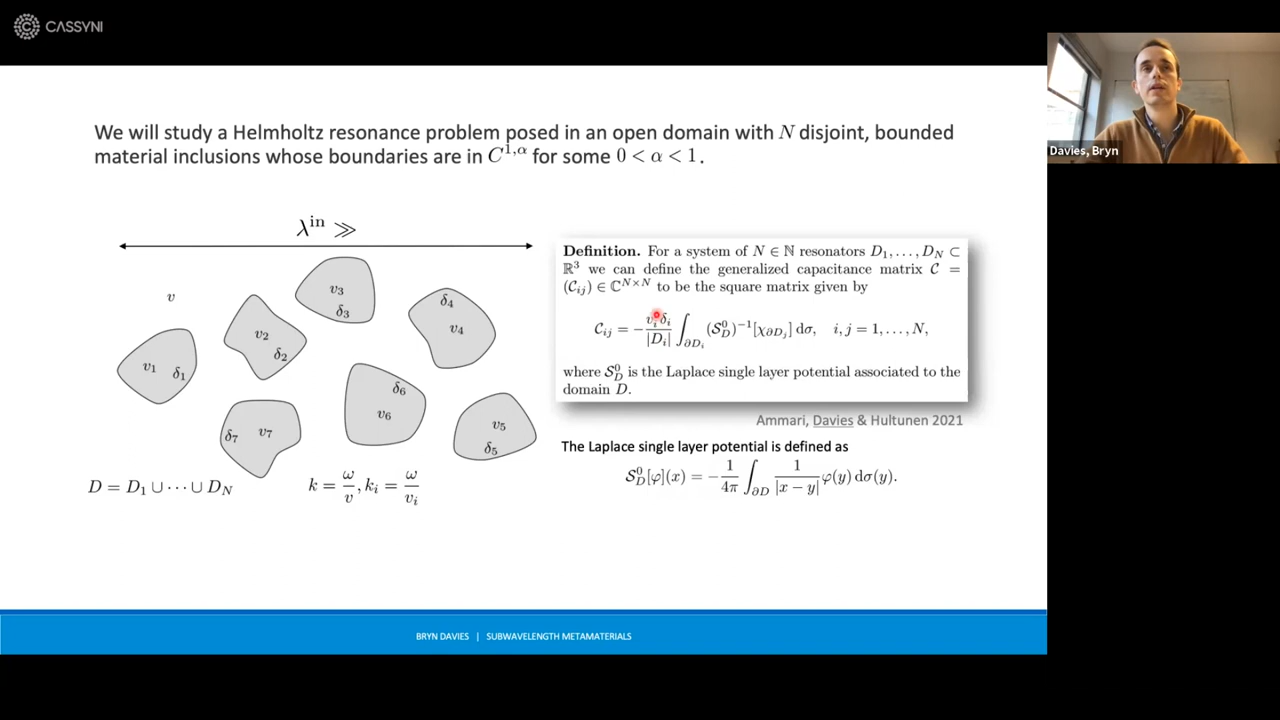 CASSYNI
We will study a Helmholtz resonance problem posed in an open domain with N disjoint, bounded
material inclusions whose boundaries are in C^{1,α} for some 0 < α < 1.
λ^{in} ≫
v
v_1 δ_1
v_2
δ_2
v_3
δ_3
δ_4
v_4
v_5
δ_5
δ_6
v_6
δ_7 v_7
D = D_1 ∪ ⋯ ∪ D_N
k = ω/v, k_i = ω/v_i
Definition. For a system of N ∈ ℕ resonators D_1, …, D_N ⊂
ℝ^3 we can define the generalized capacitance matrix 𝒞 =
(𝒞_{ij}) ∈ ℂ^{N×N} to be the square matrix given by
𝒞_{ij} = − v_i^2 δ_i / |D_i| ∫_{∂D_i} (𝒮_D^0)^{−1}[χ_{∂D_j}] dσ, i, j = 1, …, N,
where 𝒮_D^0 is the Laplace single layer potential associated to the
domain D.
Ammari, Davies & Hultunen 2021
The Laplace single layer potential is defined as
𝒮_D^0[φ](x) = − 1/4π ∫_{∂D} 1/|x − y| φ(y) dσ(y).
BRYN DAVIES | SUBWAVELENGTH METAMATERIALS
Davies, Bryn